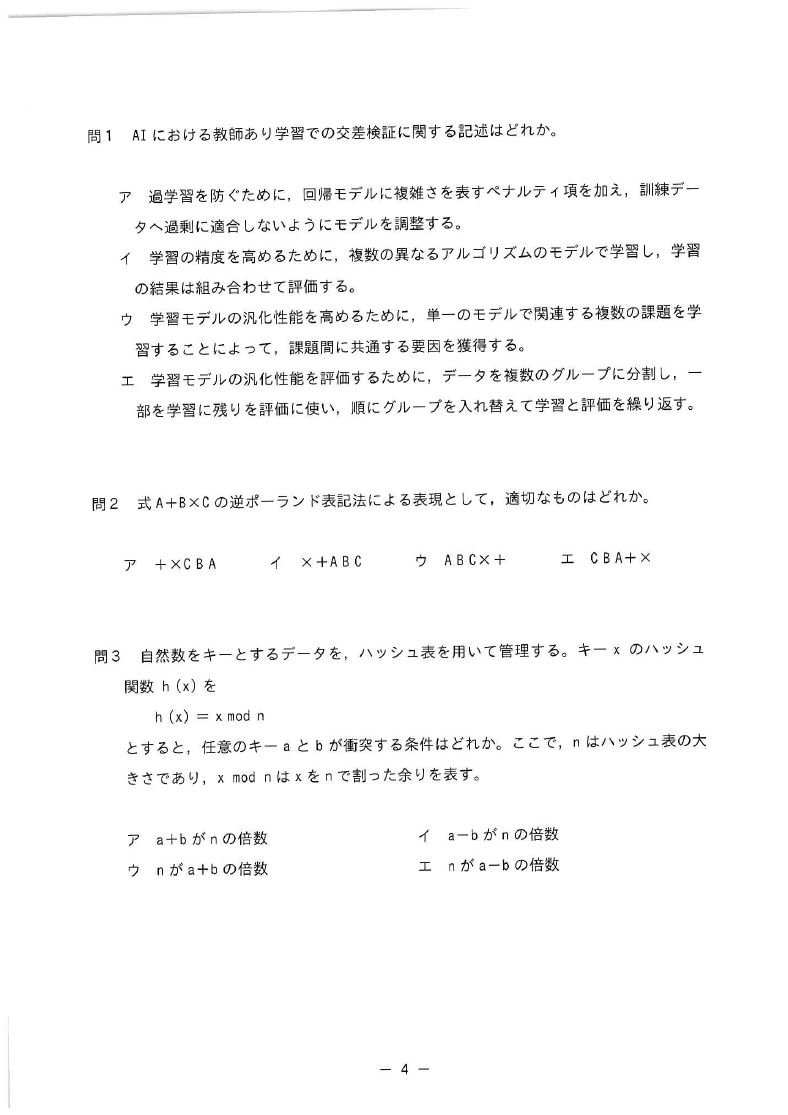 問1　AIにおける教師あり学習での交差検証に関する記述はどれか。
ア　過学習を防ぐために，回帰モデルに複雑さを表すペナルティ項を加え，訓練デー
タへ過剰に適合しないようにモデルを調整する。
イ　学習の精度を高めるために，複数の異なるアルゴリズムのモデルで学習し，学習
の結果は組み合わせて評価する。
ウ　学習モデルの汎化性能を高めるために，単一のモデルで関連する複数の課題を学
習することによって，課題間に共通する要因を獲得する。
エ　学習モデルの汎化性能を評価するために，データを複数のグループに分割し，一
部を学習に残りを評価に使い，順にグループを入れ替えて学習と評価を繰り返す。
問2　式A+B×Cの逆ポーランド表記法による表現として，適切なものはどれか。
ア　+×CBA　イ　×+ABC　ウ　ABC×+　エ　CBA+×
問3　自然数をキーとするデータを，ハッシュ表を用いて管理する。キー x のハッシュ
関数 h(x) を
h(x) = x mod n
とすると，任意のキー a と b が衝突する条件はどれか。ここで，n はハッシュ表の大
きさであり，x mod n は x を n で割った余りを表す。
ア　a+b が n の倍数　イ　a−b が n の倍数
ウ　n が a+b の倍数　エ　n が a−b の倍数
− 4 −